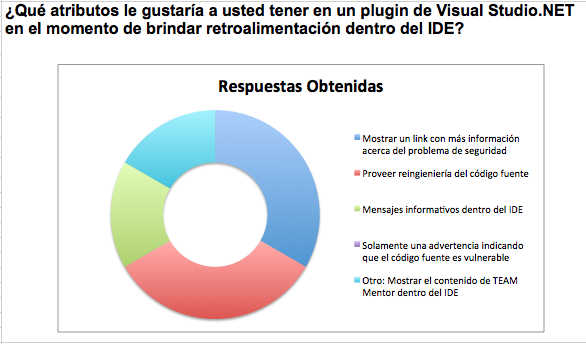 ¿Qué atributos le gustaría a usted tener en un plugin de Visual Studio.NET
en el momento de brindar retroalimentación dentro del IDE?
Respuestas Obtenidas
Mostrar un link con más información
acerca del problema de seguridad
Proveer reingieniería del código fuente
Mensajes informativos dentro del IDE
Solamente una advertencia indicando
que el código fuente es vulnerable
Otro: Mostrar el contenido de TEAM
Mentor dentro del IDE